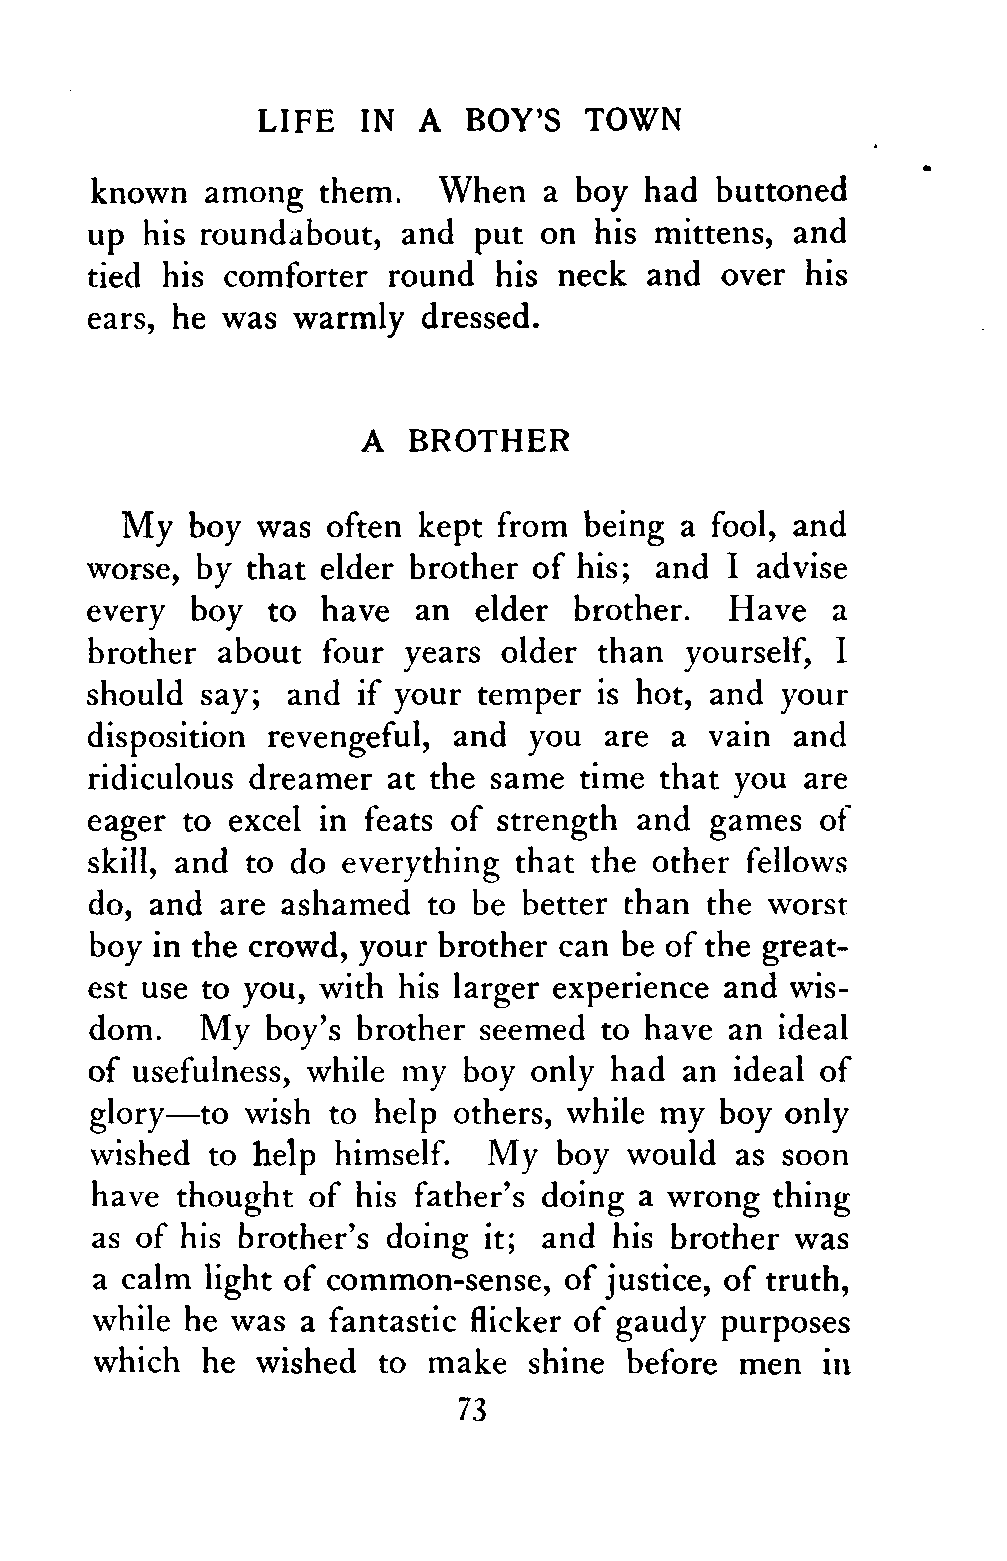 LIFE IN A BOY'S TOWN
known among them. When a boy had buttoned
up his roundabout, and put on his mittens, and
tied his comforter round his neck and over his
ears, he was warmly dressed.
A BROTHER
My boy was often kept from being a fool, and
worse, by that elder brother of his; and I advise
every boy to have an elder brother. Have a
brother about four years older than yourself, I
should say; and if your temper is hot, and your
disposition revengeful, and you are a vain and
ridiculous dreamer at the same time that you are
eager to excel in feats of strength and games of
skill, and to do everything that the other fellows
do, and are ashamed to be better than the worst
boy in the crowd, your brother can be of the great-
est use to you, with his larger experience and wis-
dom. My boy's brother seemed to have an ideal
of usefulness, while my boy only had an ideal of
glory—to wish to help others, while my boy only
wished to help himself. My boy would as soon
have thought of his father's doing a wrong thing
as of his brother's doing it; and his brother was
a calm light of common-sense, of justice, of truth,
while he was a fantastic flicker of gaudy purposes
which he wished to make shine before men in
73